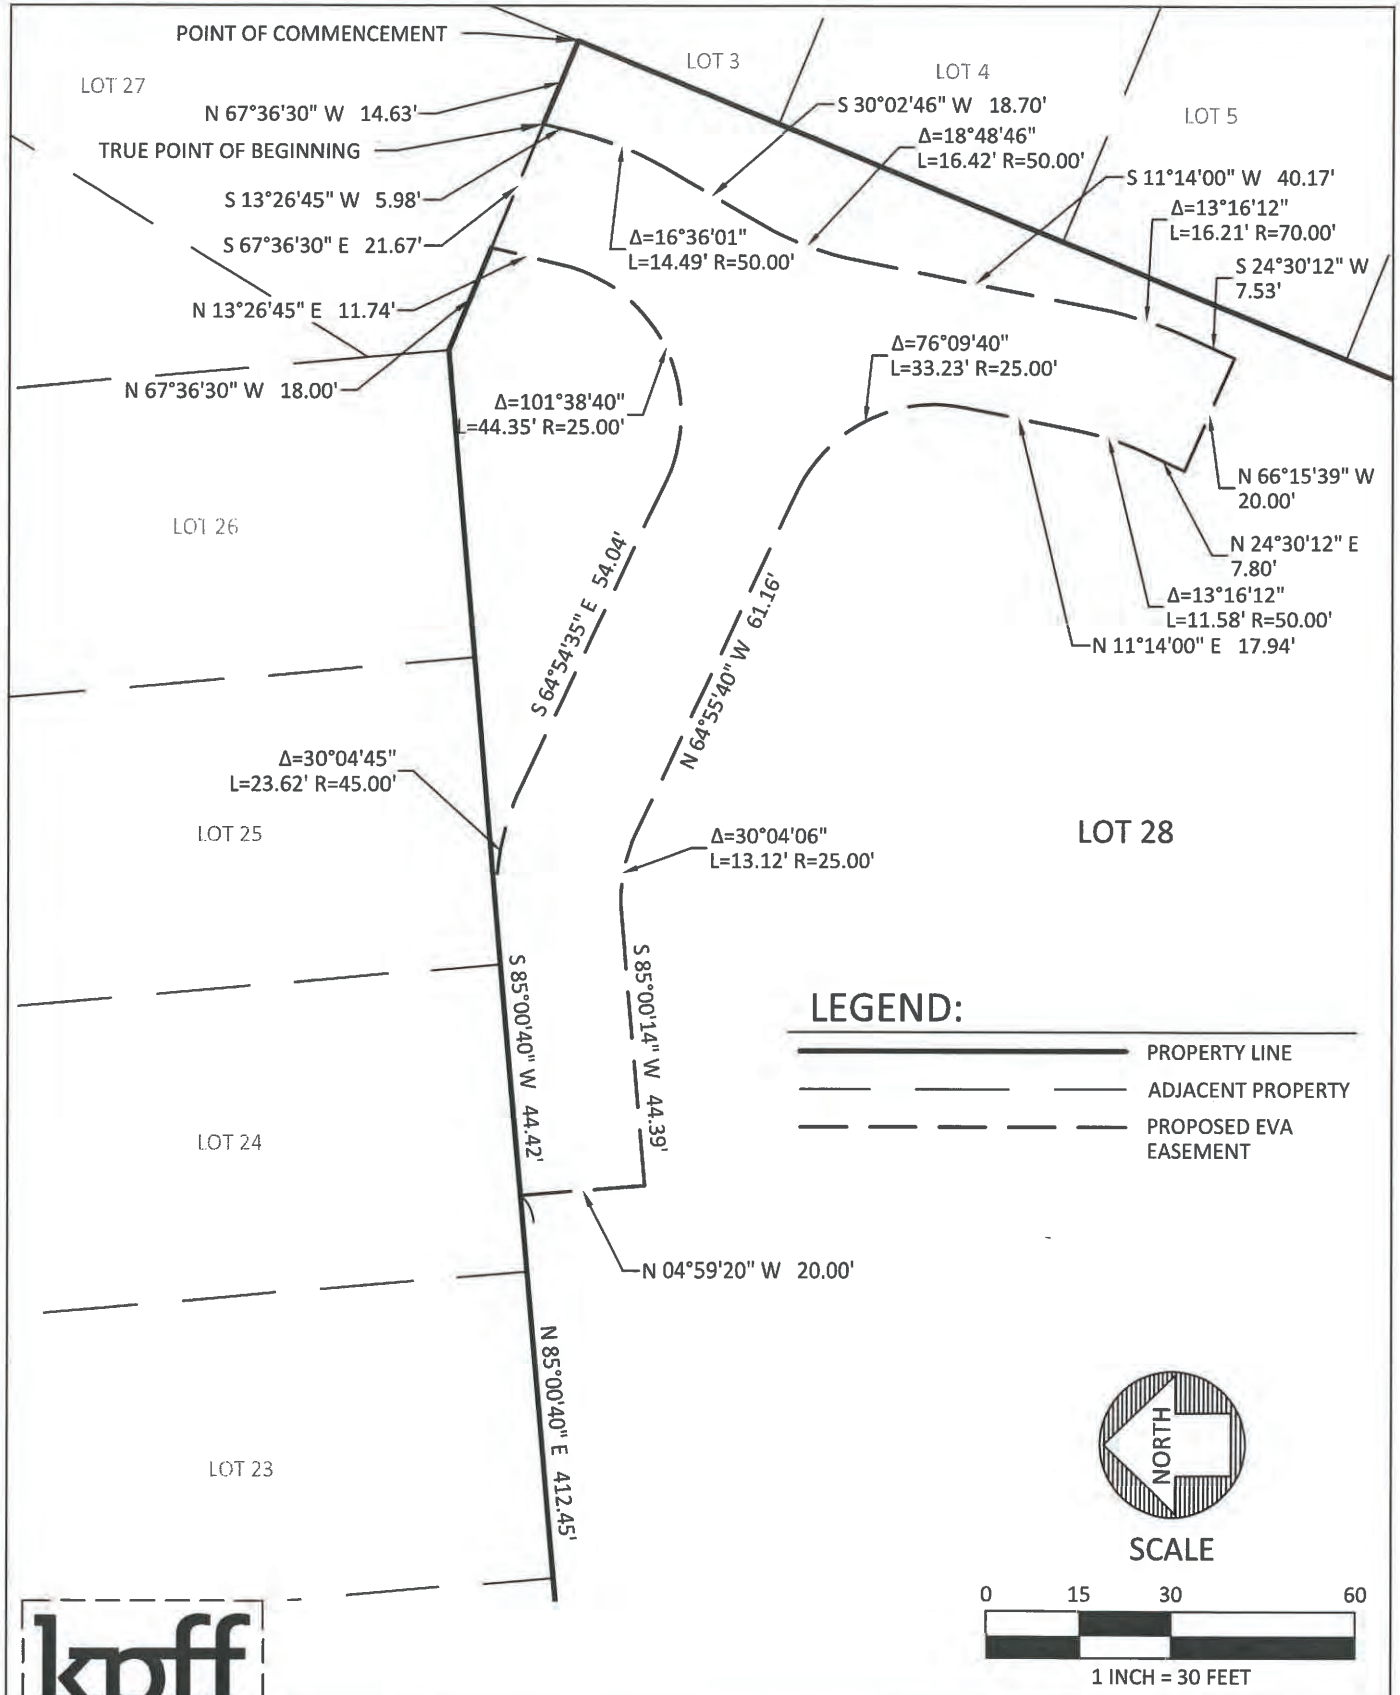 POINT OF COMMENCEMENT
LOT 3
LOT 4
LOT 27
LOT 5
N 67°36'30" W 14.63'
S 30°02'46" W 18.70'
TRUE POINT OF BEGINNING
Δ=18°48'46"
L=16.42' R=50.00'
S 13°26'45" W 5.98'
S 11°14'00" W 40.17'
Δ=13°16'12"
L=16.21' R=70.00'
S 67°36'30" E 21.67'
Δ=16°36'01"
L=14.49' R=50.00'
S 24°30'12" W
7.53'
N 13°26'45" E 11.74'
Δ=76°09'40"
L=33.23' R=25.00'
N 67°36'30" W 18.00'
Δ=101°38'40"
L=44.35' R=25.00'
N 66°15'39" W
20.00'
LOT 26
N 24°30'12" E
7.80'
Δ=13°16'12"
L=11.58' R=50.00'
N 11°14'00" E 17.94'
S 64°54'35" E 54.04'
N 64°55'40" W 61.16'
Δ=30°04'45"
L=23.62' R=45.00'
LOT 25
Δ=30°04'06"
L=13.12' R=25.00'
LOT 28
S 85°00'40" W 44.42'
S 85°00'14" W 44.39'
LEGEND:
PROPERTY LINE
ADJACENT PROPERTY
PROPOSED EVA
EASEMENT
LOT 24
N 04°59'20" W 20.00'
N 85°00'40" E 412.45'
LOT 23
NORTH
SCALE
0 15 30 60
1 INCH = 30 FEET
kpff